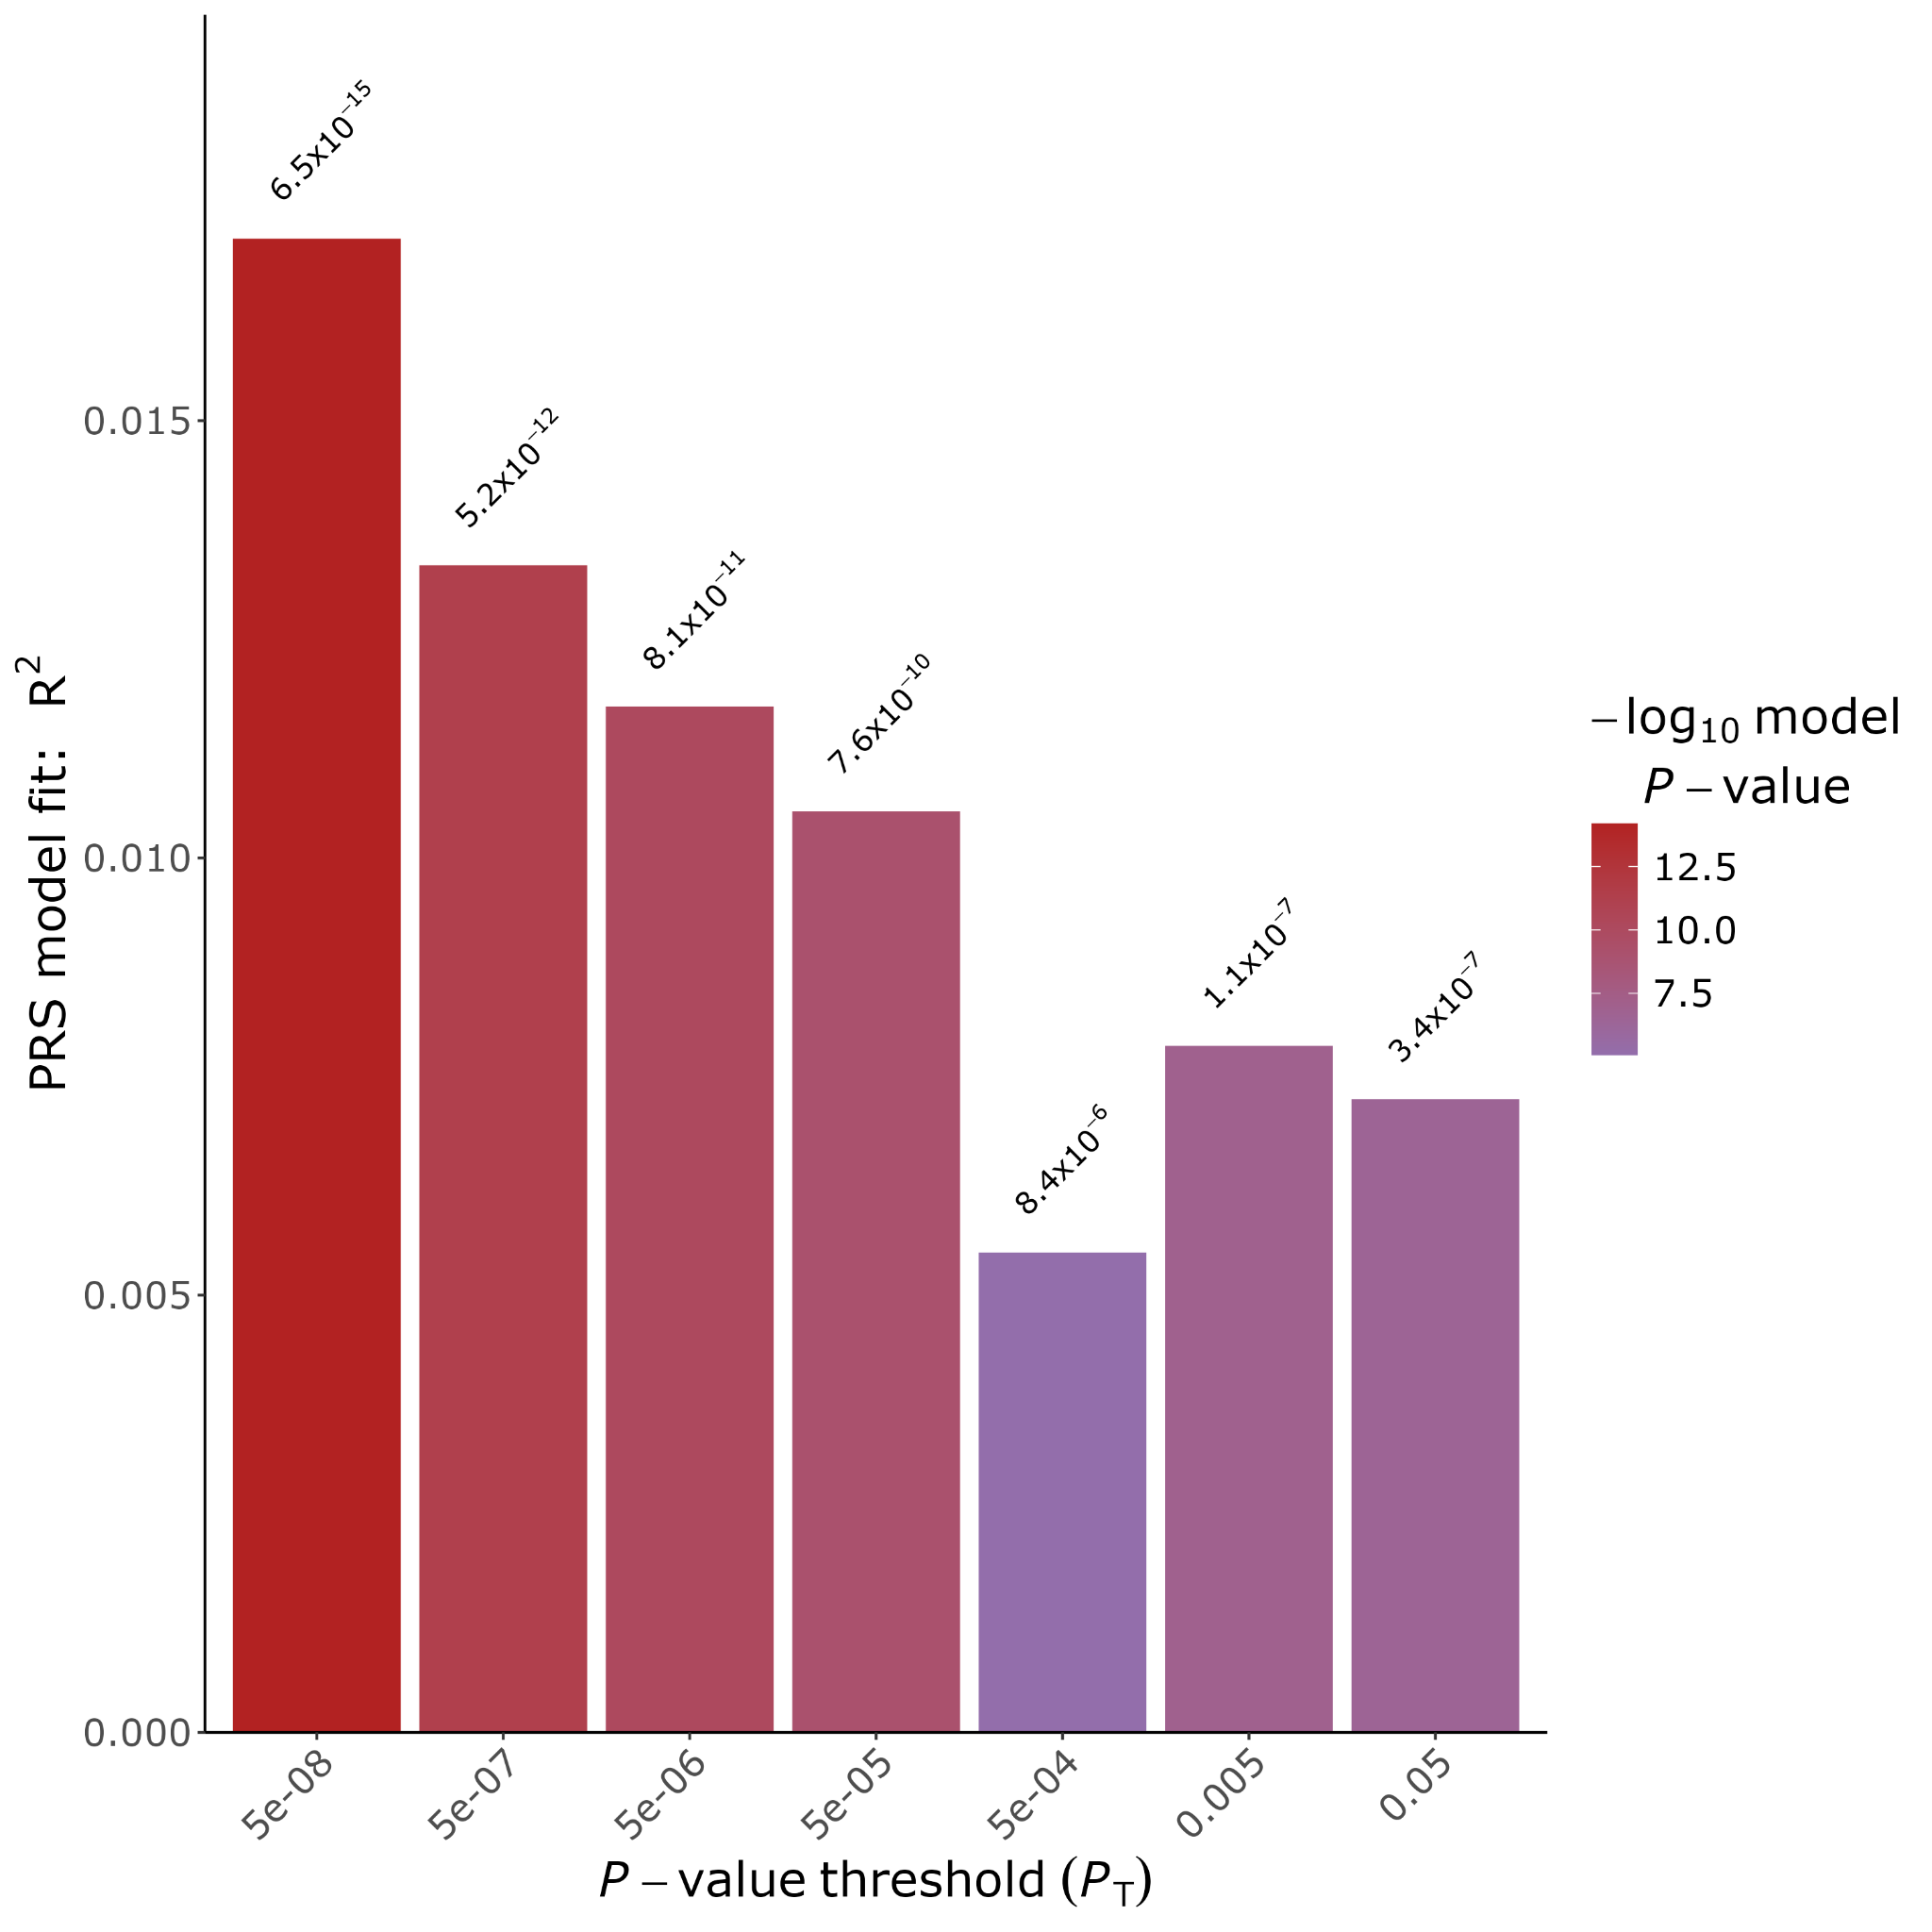 PRS model fit: R²
0.015
0.010
0.005
0.000
6.5x10⁻¹⁵
5.2x10⁻¹²
8.1x10⁻¹¹
7.6x10⁻¹⁰
8.4x10⁻⁶
1.1x10⁻⁷
3.4x10⁻⁷
5e-08
5e-07
5e-06
5e-05
5e-04
0.005
0.05
P – value threshold (P_T)
– log₁₀ model
P – value
12.5
10.0
7.5